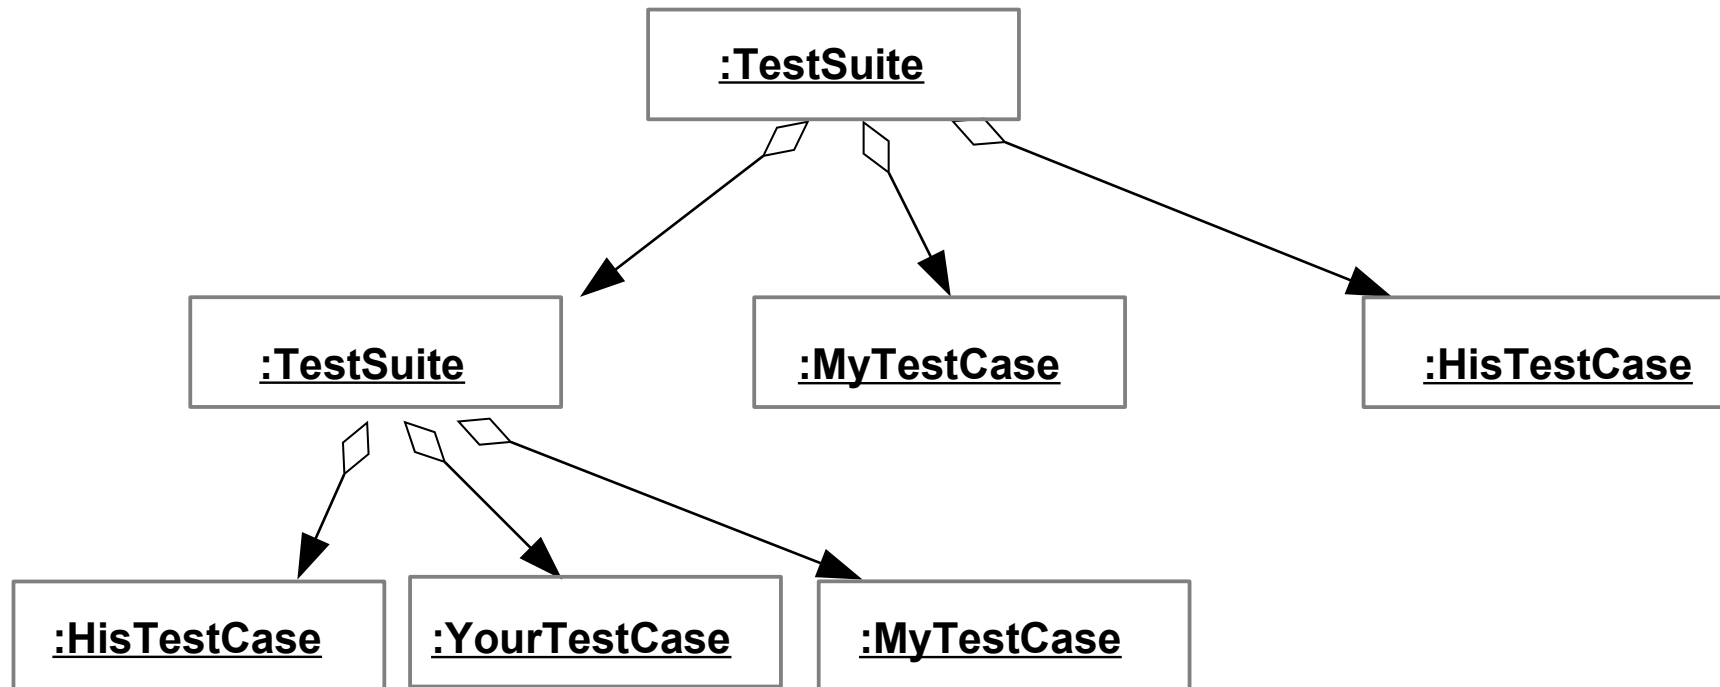 :TestSuite
:TestSuite
:MyTestCase
:HisTestCase
:HisTestCase
:YourTestCase
:MyTestCase